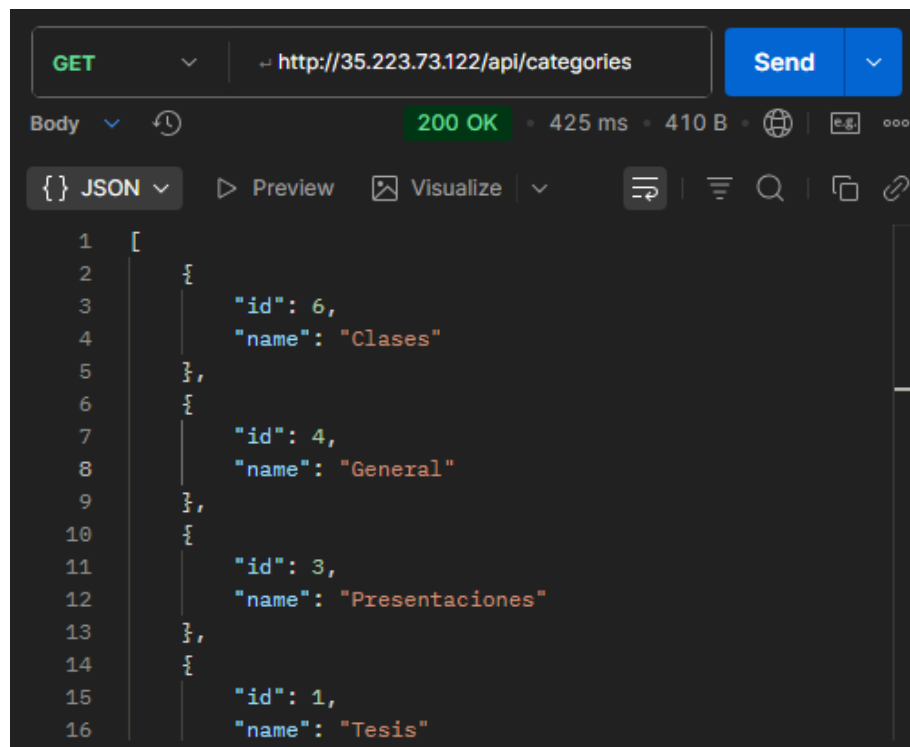 GET ↵ http://35.223.73.122/api/categories Send
Body 200 OK • 425 ms • 410 B • e.g. ooo
{} JSON Preview Visualize
1 [
2 {
3 "id": 6,
4 "name": "Clases"
5 },
6 {
7 "id": 4,
8 "name": "General"
9 },
10 {
11 "id": 3,
12 "name": "Presentaciones"
13 },
14 {
15 "id": 1,
16 "name": "Tesis"